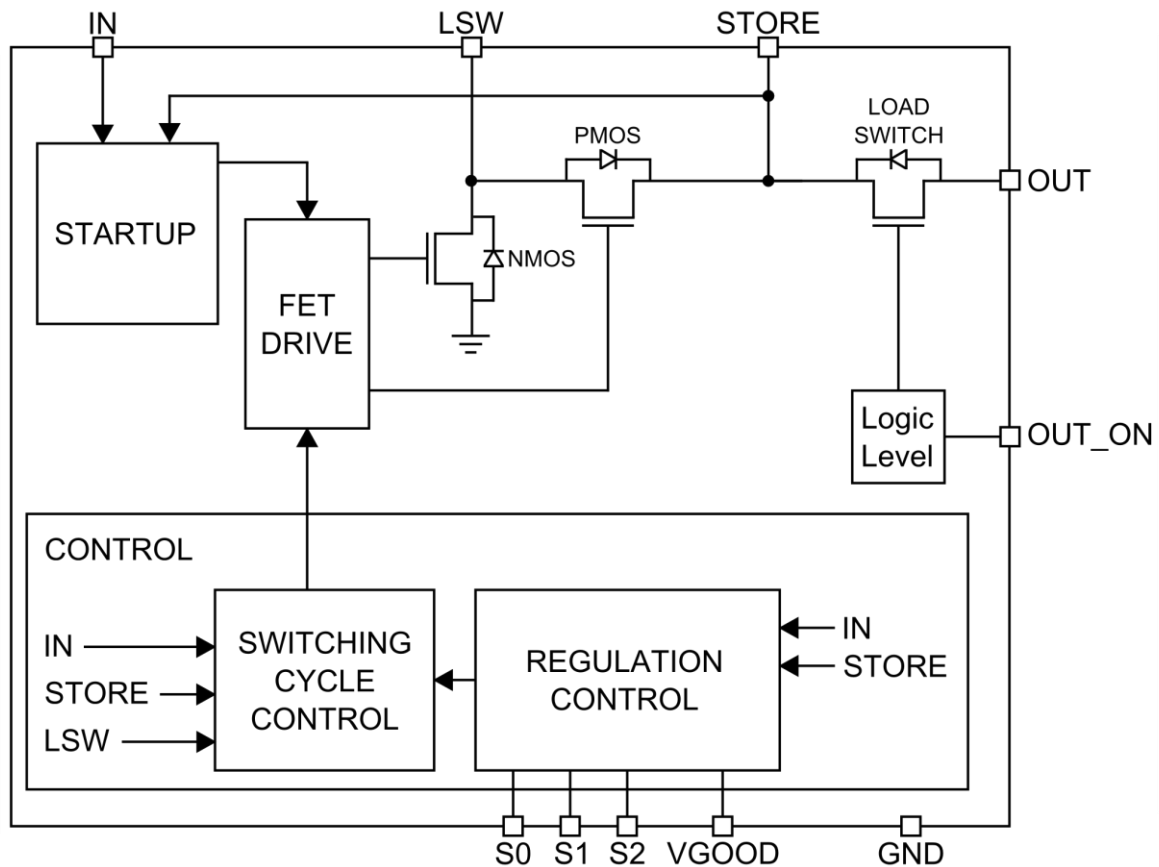 IN
LSW
STORE
LOAD
SWITCH
PMOS
OUT
STARTUP
NMOS
FET
DRIVE
Logic
Level
OUT_ON
CONTROL
IN
STORE
LSW
SWITCHING
CYCLE
CONTROL
REGULATION
CONTROL
IN
STORE
S0
S1
S2
VGOOD
GND